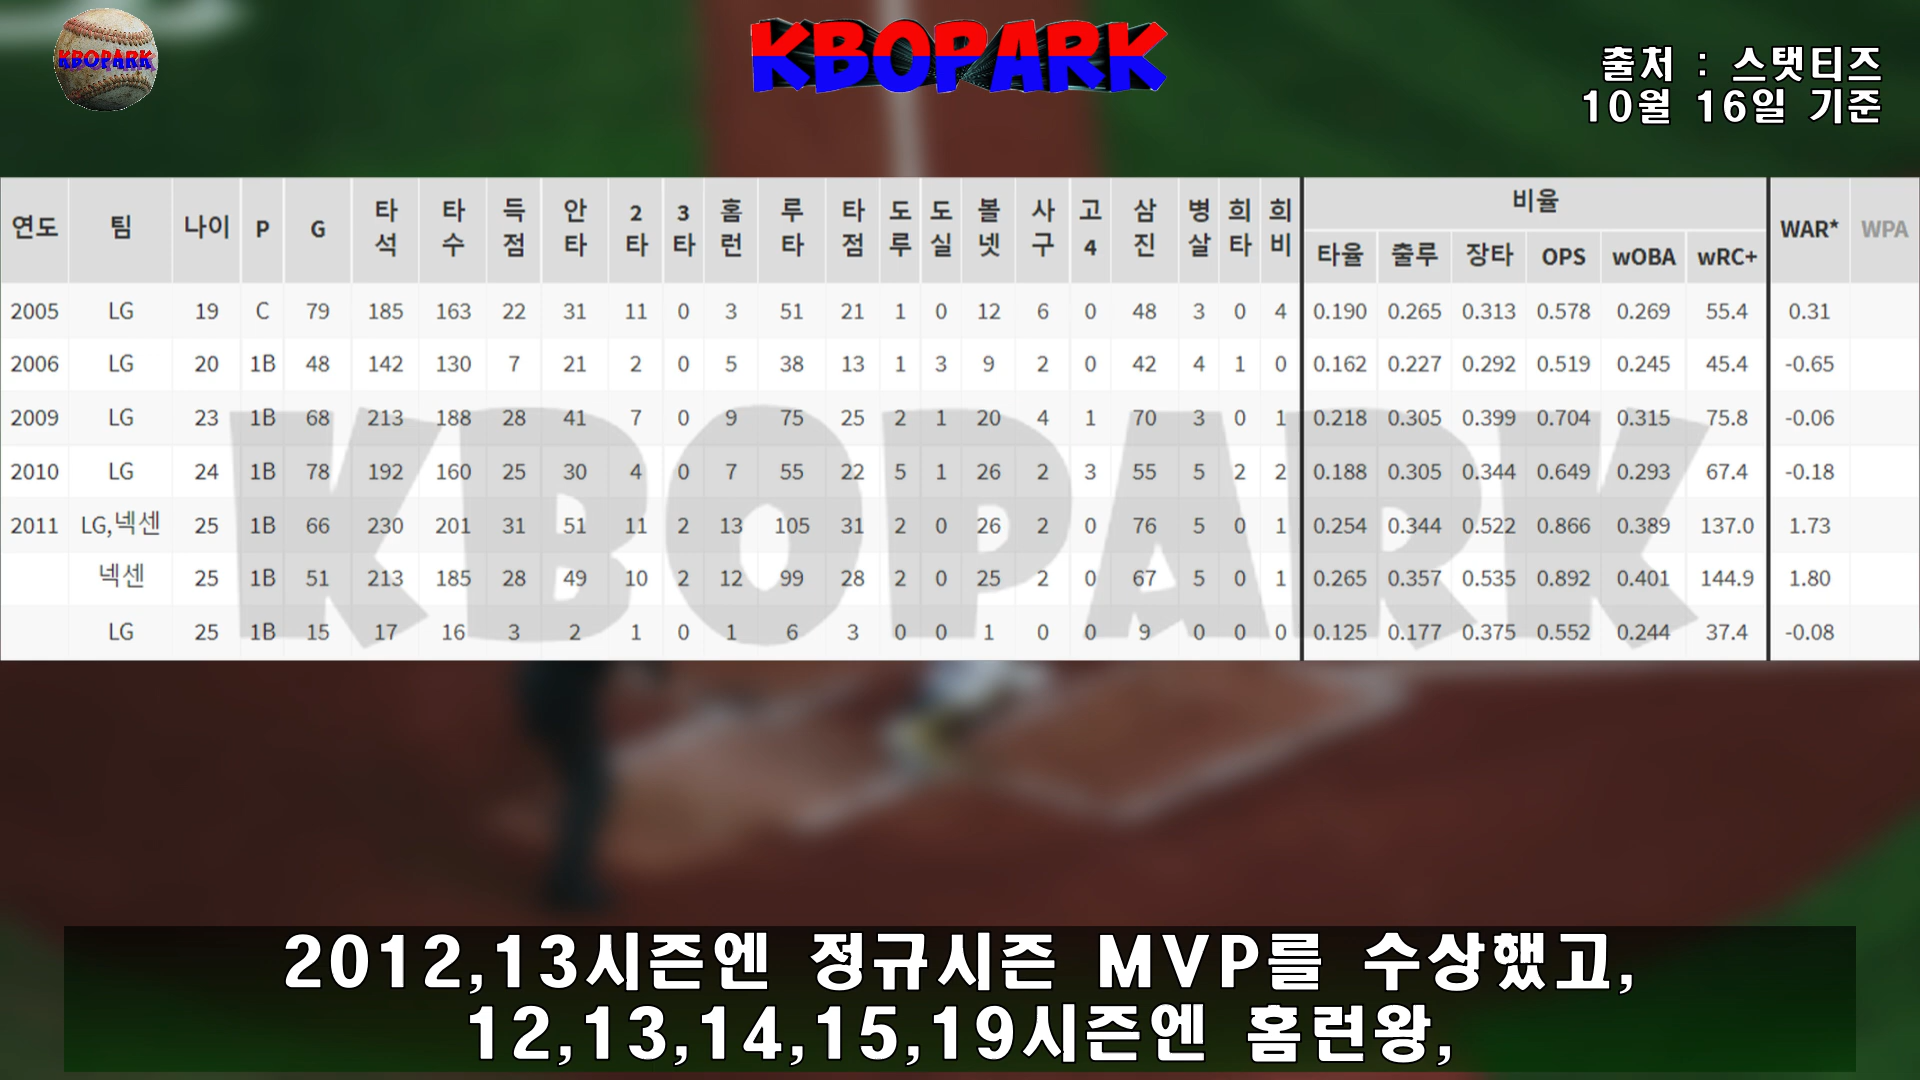 KBOPARK
KBOPARK
출처 : 스탯티즈
10월 16일 기준
연도 팀 나이 P G 타석 타수 득점 안타 2타 3타 홈런 루타 타점 도루 도실 볼넷 사구 고4 삼진 병살 희타 희비 비율 WAR* WPA
타율 출루 장타 OPS wOBA wRC+
2005 LG 19 C 79 185 163 22 31 11 0 3 51 21 1 0 12 6 0 48 3 0 4 0.190 0.265 0.313 0.578 0.269 55.4 0.31
2006 LG 20 1B 48 142 130 7 21 2 0 5 38 13 1 3 9 2 0 42 4 1 0 0.162 0.227 0.292 0.519 0.245 45.4 -0.65
2009 LG 23 1B 68 213 188 28 41 7 0 9 75 25 2 1 20 4 1 70 3 0 1 0.218 0.305 0.399 0.704 0.315 75.8 -0.06
2010 LG 24 1B 78 192 160 25 30 4 0 7 55 22 5 1 26 2 3 55 5 2 2 0.188 0.305 0.344 0.649 0.293 67.4 -0.18
2011 LG,넥센 25 1B 66 230 201 31 51 11 2 13 105 31 2 0 26 2 0 76 5 0 1 0.254 0.344 0.522 0.866 0.389 137.0 1.73
넥센 25 1B 51 213 185 28 49 10 2 12 99 28 2 0 25 2 0 67 5 0 1 0.265 0.357 0.535 0.892 0.401 144.9 1.80
LG 25 1B 15 17 16 3 2 1 0 1 6 3 0 0 1 0 0 9 0 0 0 0.125 0.177 0.375 0.552 0.244 37.4 -0.08
KBOPARK
2012,13시즌엔 정규시즌 MVP를 수상했고,
12,13,14,15,19시즌엔 홈런왕,